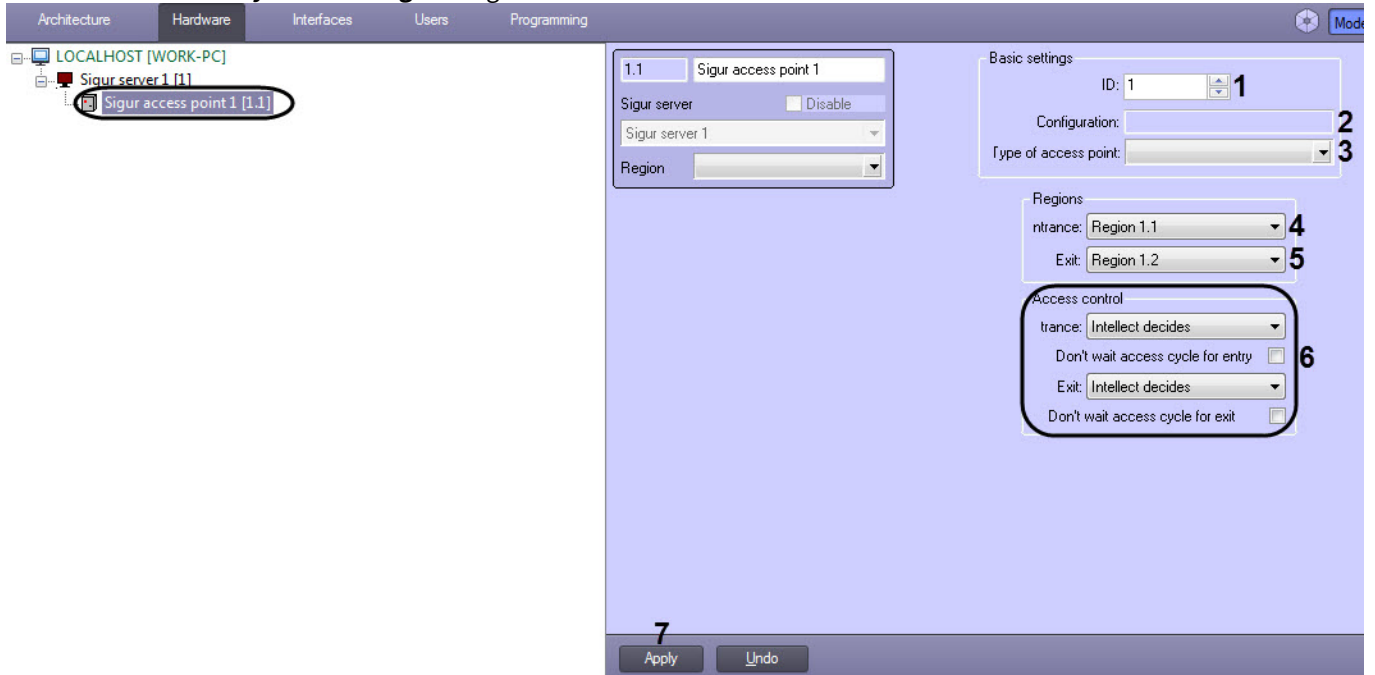 Architecture Hardware Interfaces Users Programming
LOCALHOST [WORK-PC]
Sigur server 1 [1]
Sigur access point 1 [1.1]
1.1 Sigur access point 1
Sigur server Disable
Sigur server 1
Region
Basic settings
ID: 1 1
Configuration: 2
Type of access point: 3
Regions
ntrance: Region 1.1 4
Exit: Region 1.2 5
Access control
trance: Intellect decides
Don't wait access cycle for entry 6
Exit: Intellect decides
Don't wait access cycle for exit
7
Apply Undo